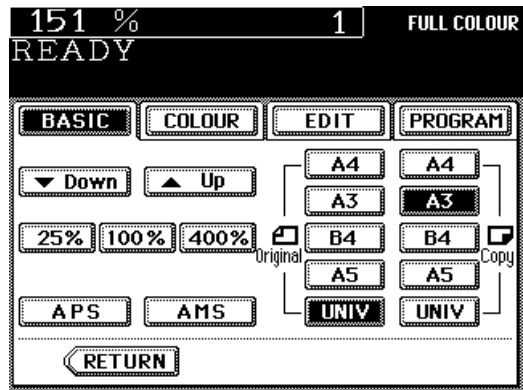 151 % 1 FULL COLOUR
READY
BASIC COLOUR EDIT PROGRAM
A4 A4
Down Up
A3 A3
25% 100% 400% B4 B4
Original Copy
A5 A5
APS AMS UNIV UNIV
RETURN